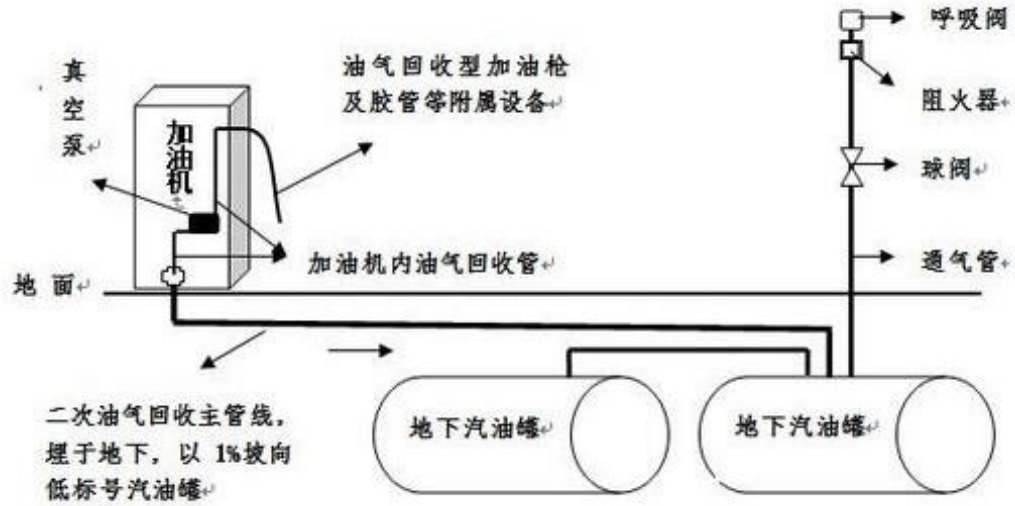 呼吸阀
真
空
泵
油气回收型加油枪
及胶管等附属设备
阻火器
加油机
球阀
加油机内油气回收管
通气管
地 面
二次油气回收主管线，
埋于地下，以 1%坡向
低标号汽油罐
地下汽油罐
地下汽油罐